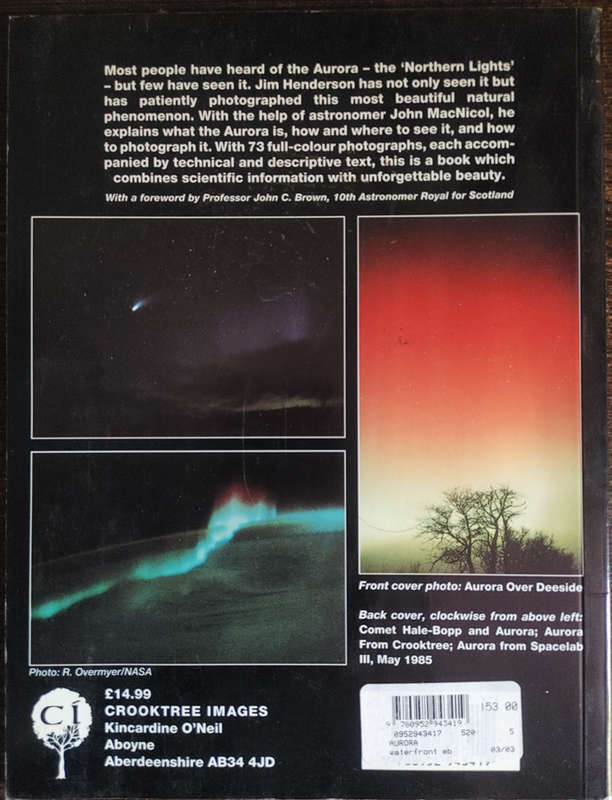 Most people have heard of the Aurora – the ‘Northern Lights’
– but few have seen it. Jim Henderson has not only seen it but
has patiently photographed this most beautiful natural
phenomenon. With the help of astronomer John MacNicol, he
explains what the Aurora is, how and where to see it, and how
to photograph it. With 73 full-colour photographs, each accom-
panied by technical and descriptive text, this is a book which
combines scientific information with unforgettable beauty.
With a foreword by Professor John C. Brown, 10th Astronomer Royal for Scotland
Front cover photo: Aurora Over Deeside
Back cover, clockwise from above left:
Comet Hale-Bopp and Aurora; Aurora
From Crooktree; Aurora from Spacelab
III, May 1985
Photo: R. Overmyer/NASA
Cí
£14.99
CROOKTREE IMAGES
Kincardine O’Neil
Aboyne
Aberdeenshire AB34 4JD
153 00
9 780952 943419
0952943417 520 5
AURORA
waterfront eb 03/03